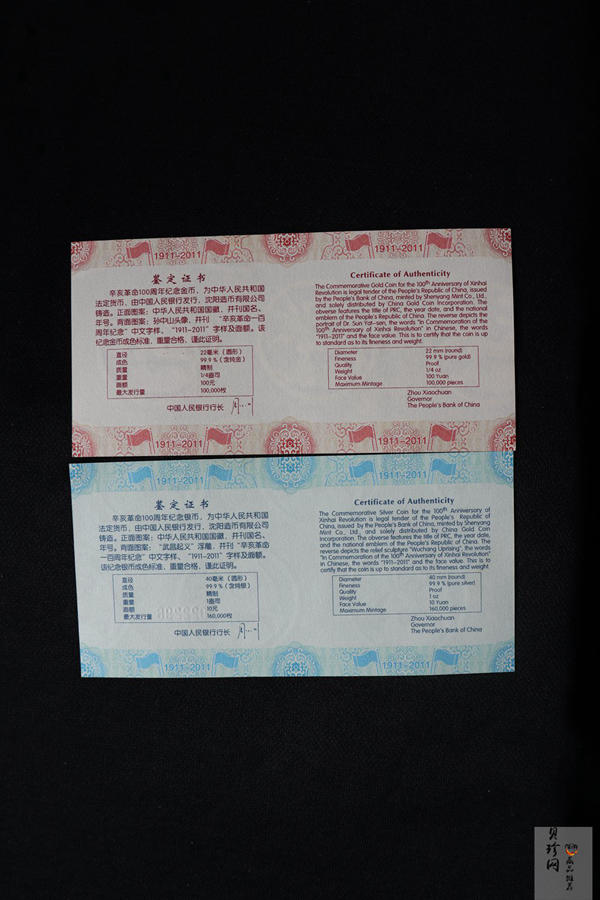 1911-2011
1911-2011
鉴定证书
辛亥革命100周年纪念金币，为中华人民共和国
法定货币，由中国人民银行发行，沈阳造币有限公司
铸造。正面图案：中华人民共和国国徽，并刊国名、
年号。背面图案：孙中山头像，并刊 “辛亥革命一百
周年纪念”中文字样、“1911-2011”字样及面额。该
纪念金币成色标准、重量合格，谨此证明。
直径 22毫米（圆形）
成色 99.9％（含纯金）
质量 精制
重量 1/4盎司
面额 100元
最大发行量 100,000枚
中国人民银行行长
Certificate of Authenticity
The Commemorative Gold Coin for the 100th Anniversary of Xinhai
Revolution is legal tender of the People's Republic of China, issued
by the People's Bank of China, minted by Shenyang Mint Co., Ltd.,
and solely distributed by China Gold Coin Incorporation. The
obverse features the title of PRC, the year date, and the national
emblem of the People's Republic of China. The reverse depicts the
portrait of Dr. Sun Yat-sen, the words "In Commemoration of the
100th Anniversary of Xinhai Revolution" in Chinese, the words
"1911-2011" and the face value. This is to certify that the coin is up
to standard as to its fineness and weight.
Diameter 22 mm (round)
Fineness 99.9 % (pure gold)
Quality Proof
Weight 1/4 oz
Face Value 100 Yuan
Maximum Mintage 100,000 pieces
Zhou Xiaochuan
Governor
The People's Bank of China
1911-2011
1911-2011
1911-2011
1911-2011
鉴定证书
辛亥革命100周年纪念银币，为中华人民共和国
法定货币，由中国人民银行发行，沈阳造币有限公司
铸造。正面图案：中华人民共和国国徽，并刊国名、
年号。背面图案：“武昌起义”浮雕，并刊“辛亥革命
一百周年纪念”中文字样、“1911-2011”字样及面额。
该纪念银币成色标准、重量合格，谨此证明。
直径 40毫米（圆形）
成色 99.9％（含纯银）
质量 精制
重量 1盎司
面额 10元
最大发行量 160,000枚
中国人民银行行长
Certificate of Authenticity
The Commemorative Silver Coin for the 100th Anniversary of
Xinhai Revolution is legal tender of the People's Republic of
China, issued by the People's Bank of China, minted by Shenyang
Mint Co., Ltd., and solely distributed by China Gold Coin
Incorporation. The obverse features the title of PRC, the year date,
and the national emblem of the People's Republic of China. The
reverse depicts the relief sculpture "Wuchang Uprising", the words
"In Commemoration of the 100th Anniversary of Xinhai Revolution"
in Chinese, the words "1911-2011" and the face value. This is to
certify that the coin is up to standard as to its fineness and weight.
Diameter 40 mm (round)
Fineness 99.9 % (pure silver)
Quality Proof
Weight 1 oz
Face Value 10 Yuan
Maximum Mintage 160,000 pieces
Zhou Xiaochuan
Governor
The People's Bank of China
1911-2011
1911-2011
贝珍网